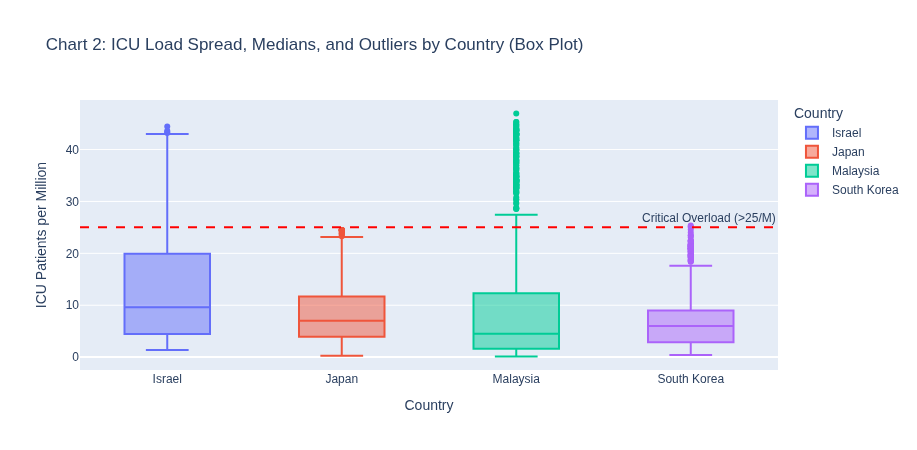 Chart 2: ICU Load Spread, Medians, and Outliers by Country (Box Plot)
Country
Israel
Japan
Malaysia
South Korea
Critical Overload (>25/M)
ICU Patients per Million
40
30
20
10
0
Israel
Japan
Malaysia
South Korea
Country